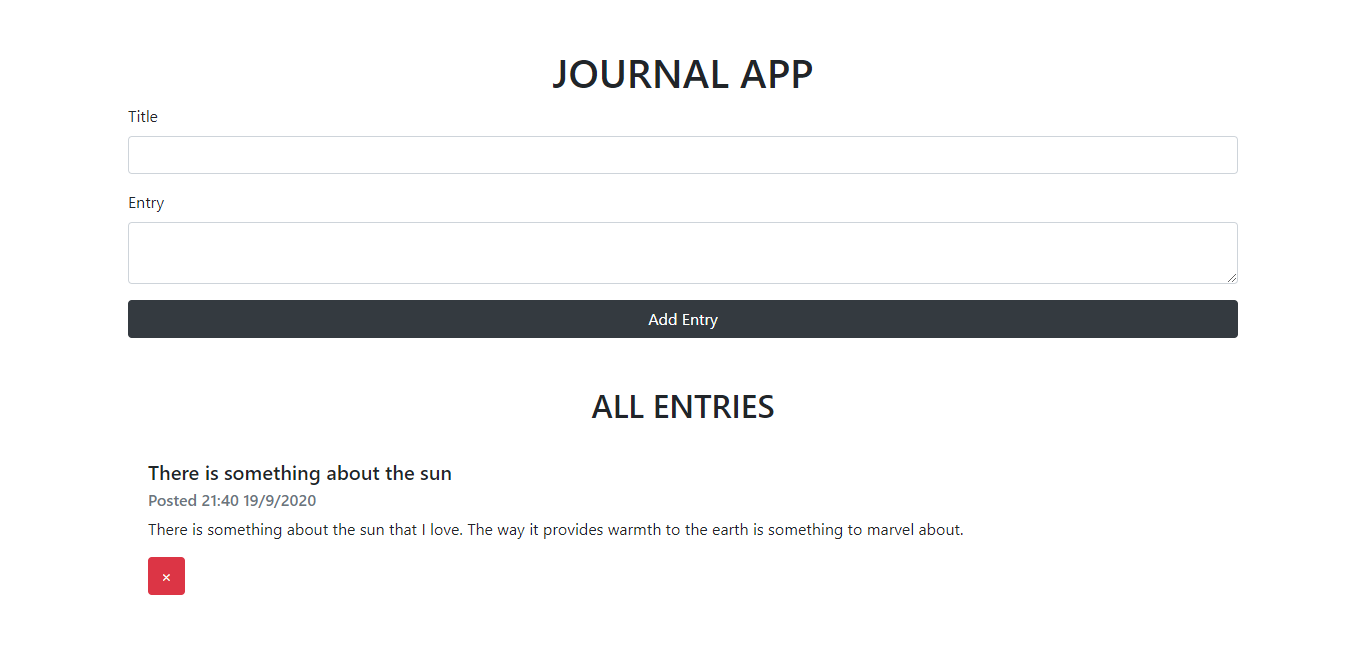 JOURNAL APP
Title
Entry
Add Entry
ALL ENTRIES
There is something about the sun
Posted 21:40 19/9/2020
There is something about the sun that I love. The way it provides warmth to the earth is something to marvel about.
×